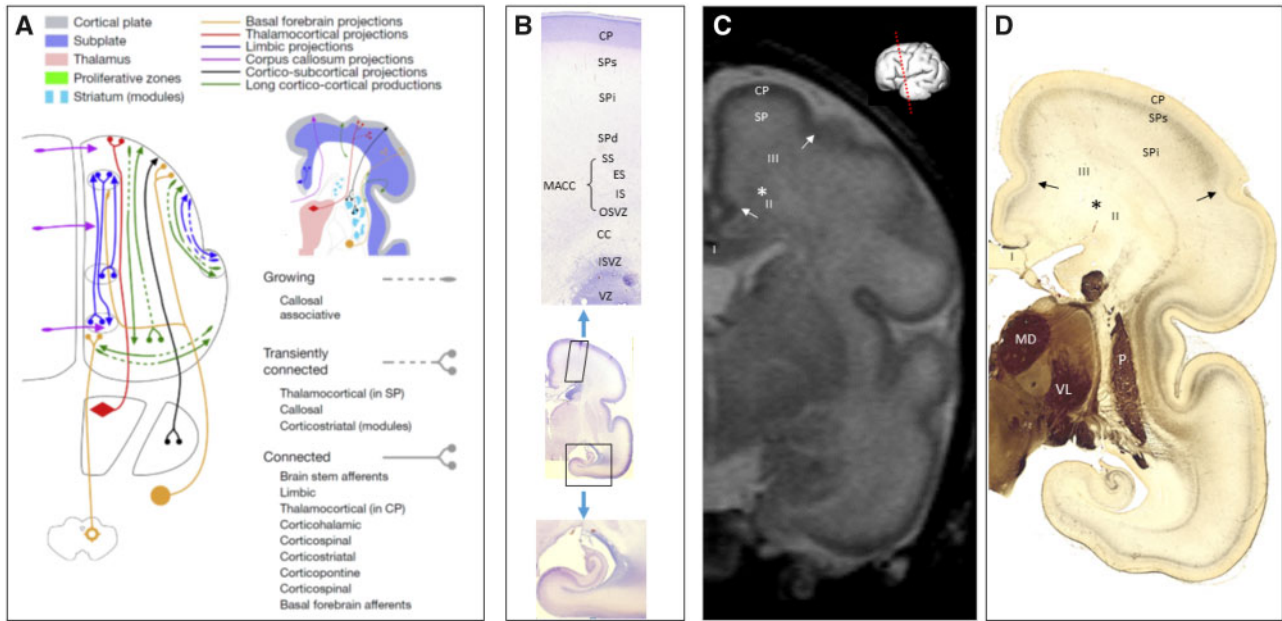 A
Cortical plate
Subplate
Thalamus
Proliferative zones
Striatum (modules)
Basal forebrain projections
Thalamocortical projections
Limbic projections
Corpus callosum projections
Cortico-subcortical projections
Long cortico-cortical productions
Growing
Callosal
associative
Transiently
connected
Thalamocortical (in SP)
Callosal
Corticostriatal (modules)
Connected
Brain stem afferents
Limbic
Thalamocortical (in CP)
Corticohalamic
Corticospinal
Corticostriatal
Corticopontine
Corticospinal
Basal forebrain afferents
B
CP
SPs
SPi
SPd
SS
ES
MACC
IS
OSVZ
CC
ISVZ
VZ
C
CP
SP
III
*
II
I
D
CP
SPs
SPi
III
*
II
I
MD
P
VL